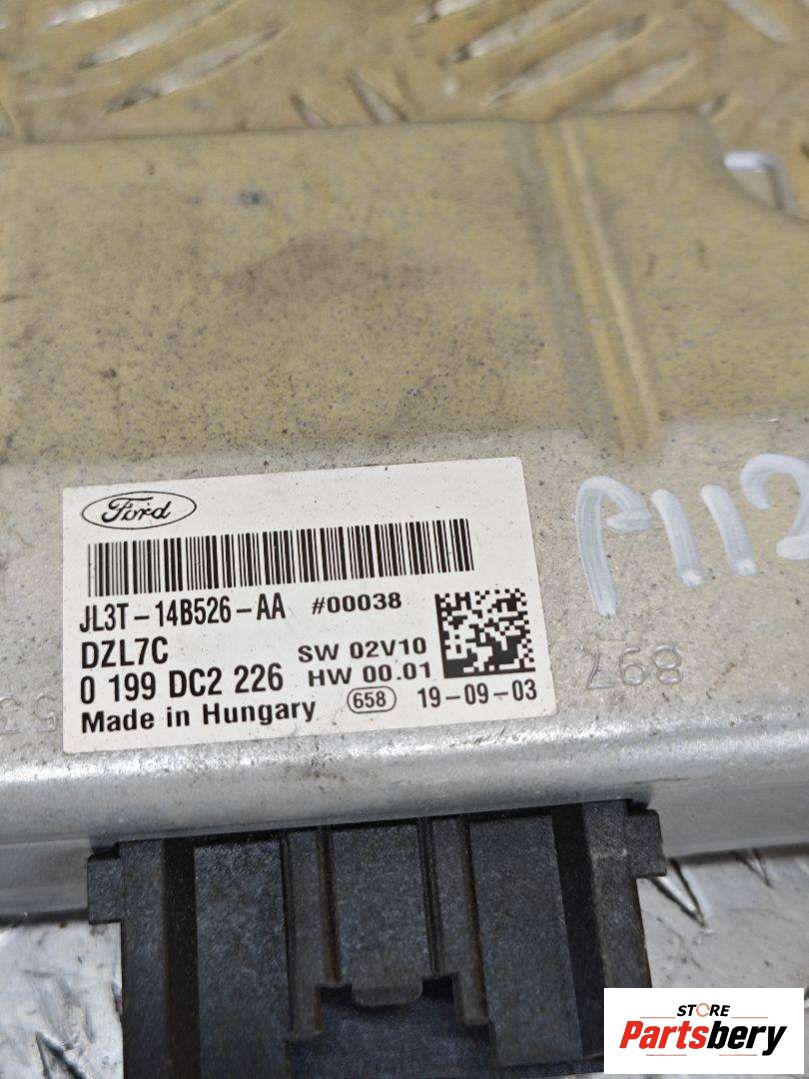 Ford
JL3T-14B526-AA #00038
DZL7C SW 02V10
0 199 DC2 226 HW 00.01
Made in Hungary 658 19-09-03
A112
897
STORE
Partsbery